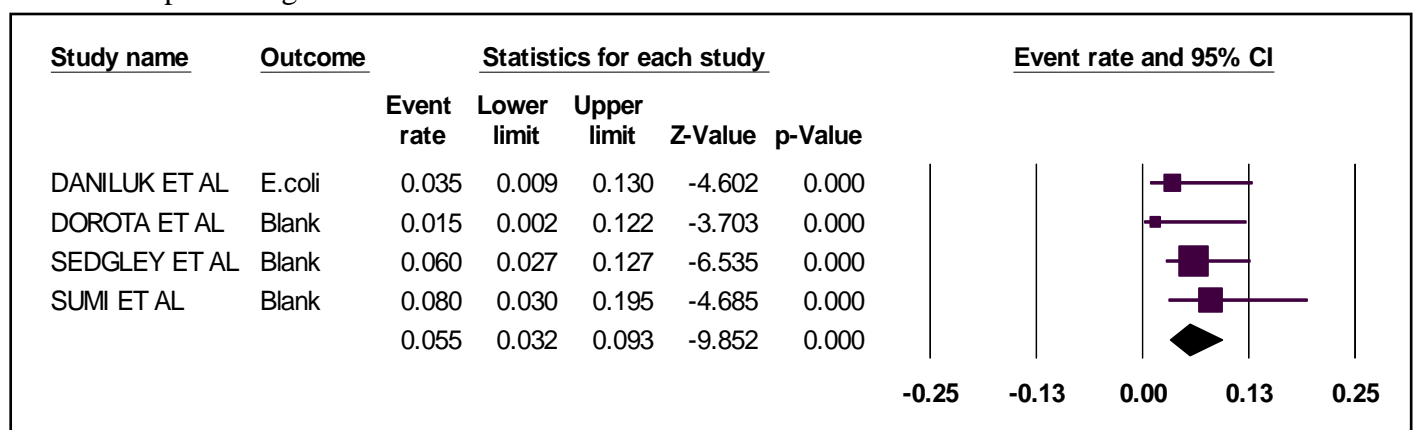 Study name Outcome Statistics for each study Event rate and 95% CI
Event Lower Upper
rate limit limit Z-Value p-Value
DANILUK ET AL E.coli 0.035 0.009 0.130 -4.602 0.000
DOROTA ET AL Blank 0.015 0.002 0.122 -3.703 0.000
SEDGLEY ET AL Blank 0.060 0.027 0.127 -6.535 0.000
SUMI ET AL Blank 0.080 0.030 0.195 -4.685 0.000
0.055 0.032 0.093 -9.852 0.000
-0.25 -0.13 0.00 0.13 0.25